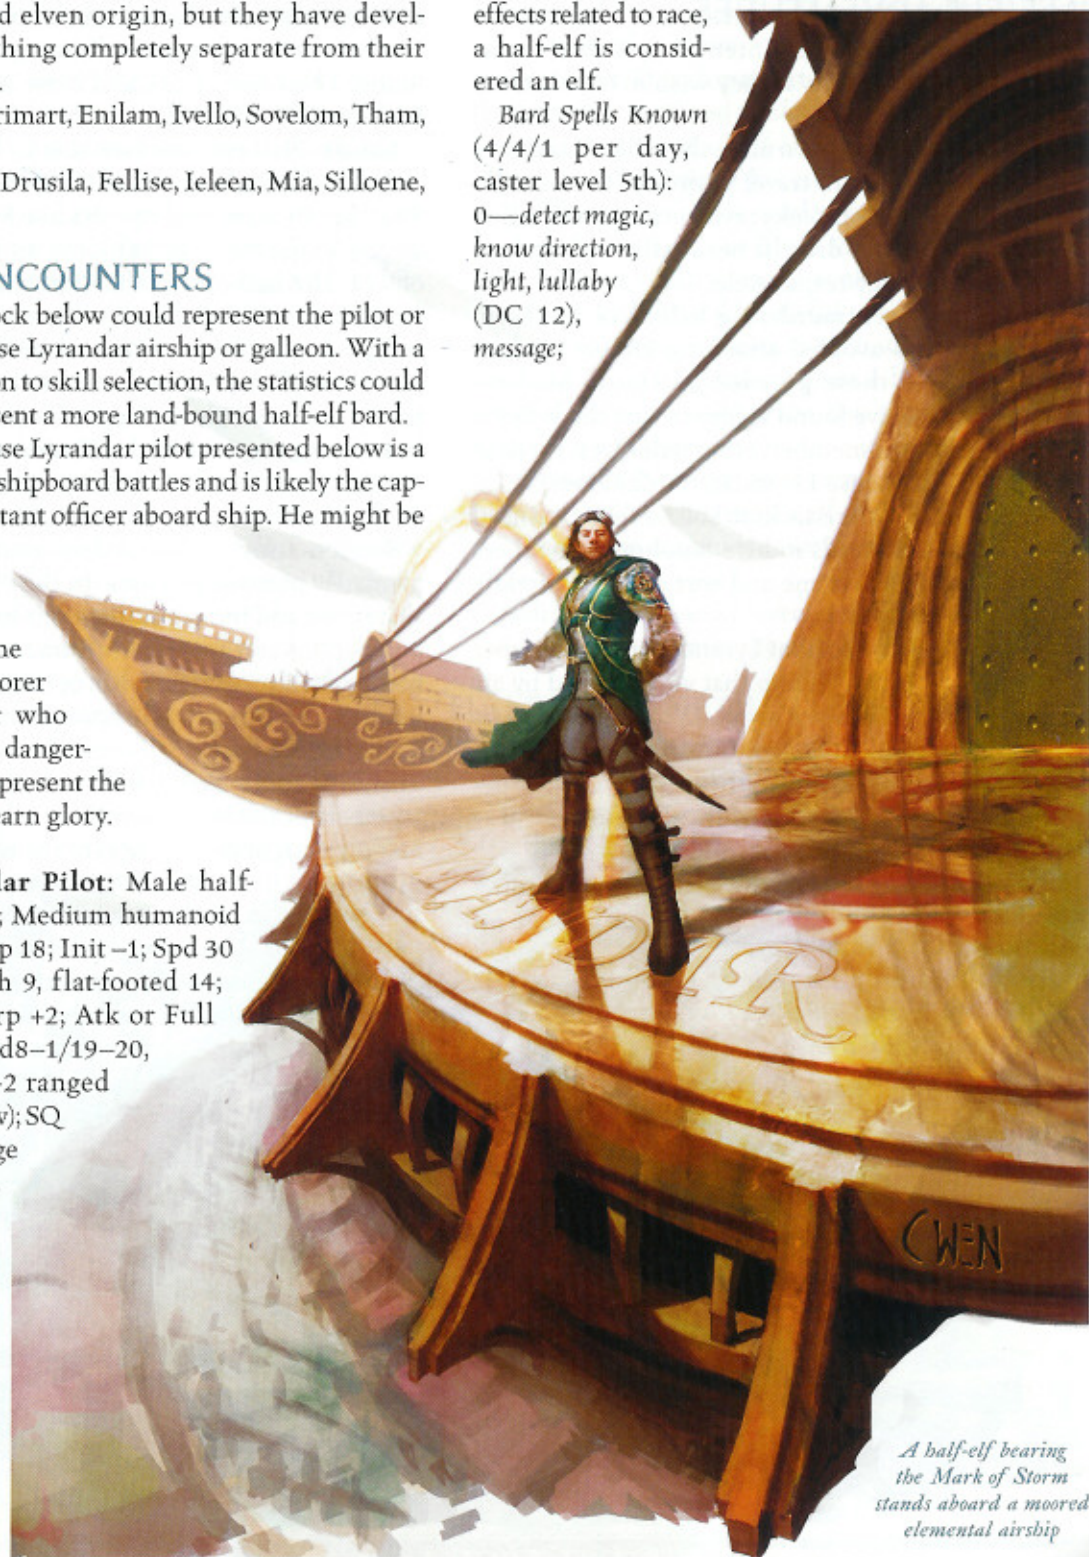 d elven origin, but they have devel-
hing completely separate from their
.
rimart, Enilam, Ivello, Sovelom, Tham,
Drusila, Fellise, Ieleen, Mia, Silloene,
NCOUNTERS
ock below could represent the pilot or
se Lyrandar airship or galleon. With a
n to skill selection, the statistics could
sent a more land-bound half-elf bard.
use Lyrandar pilot presented below is a
shipboard battles and is likely the cap-
tant officer aboard ship. He might be
ne
orer
who
danger-
present the
arn glory.
lar Pilot: Male half-
; Medium humanoid
p 18; Init –1; Spd 30
h 9, flat-footed 14;
rp +2; Atk or Full
d8–1/19–20,
-2 ranged
w); SQ
ge
effects related to race,
a half-elf is consid-
ered an elf.
Bard Spells Known
(4/4/1 per day,
caster level 5th):
0—detect magic,
know direction,
light, lullaby
(DC 12),
message;
RANDAR
CWEN
A half-elf bearing
the Mark of Storm
stands aboard a moored
elemental airship